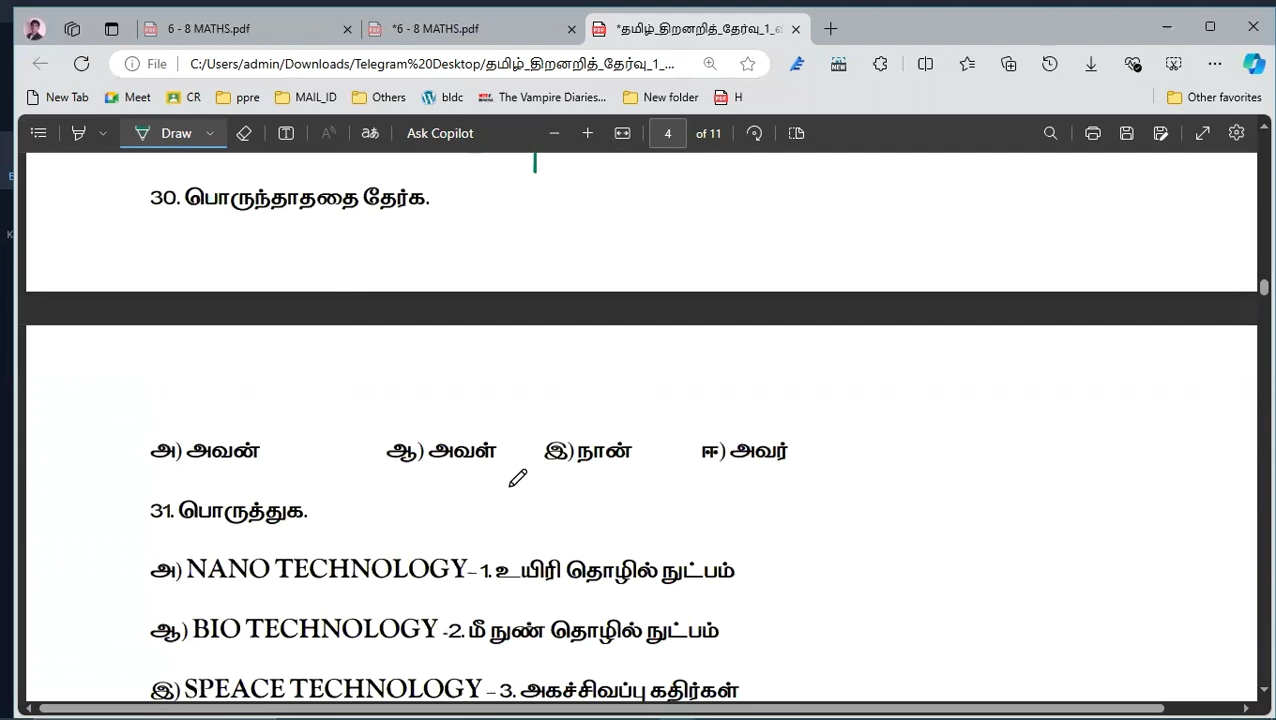 6 - 8 MATHS.pdf
*6 - 8 MATHS.pdf
*தமிழ்_திறனறித்_தேர்வு_1_வி
File
C:/Users/admin/Downloads/Telegram%20Desktop/தமிழ்_திறனறித்_தேர்வு_1_...
New Tab
Meet
CR
ppre
MAIL_ID
Others
bldc
The Vampire Diaries...
New folder
H
Other favorites
Draw
Ask Copilot
4 of 11
30. பொருந்தாததை தேர்க.
அ) அவன் ஆ) அவள் இ) நான் ஈ) அவர்
31. பொருத்துக.
அ) NANO TECHNOLOGY– 1. உயிரி தொழில் நுட்பம்
ஆ) BIO TECHNOLOGY -2. மீ நுண் தொழில் நுட்பம்
இ) SPEACE TECHNOLOGY – 3. அகச்சிவப்பு கதிர்கள்